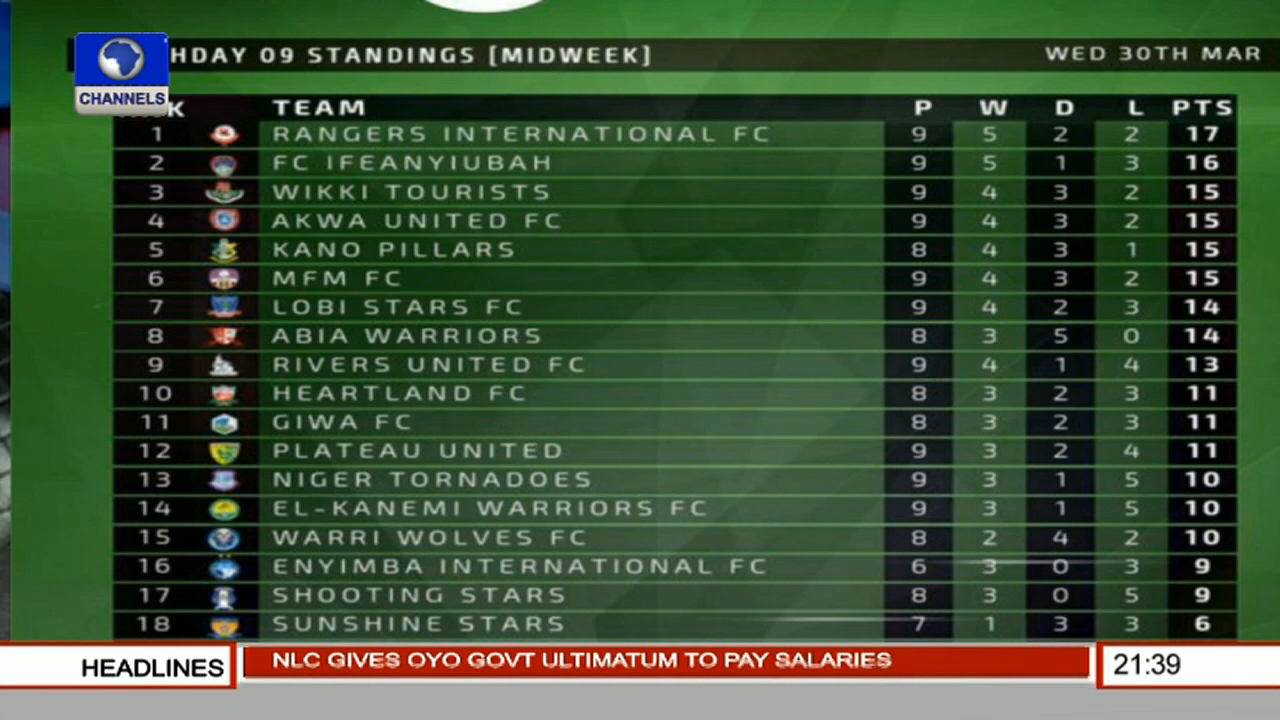 CHANNELS
HDAY 09 STANDINGS [MIDWEEK] WED 30TH MAR
K TEAM P W D L PTS
1 RANGERS INTERNATIONAL FC 9 5 2 2 17
2 FC IFEANYIUBAH 9 5 1 3 16
3 WIKKI TOURISTS 9 4 3 2 15
4 AKWA UNITED FC 9 4 3 2 15
5 KANO PILLARS 8 4 3 1 15
6 MFM FC 9 4 3 2 15
7 LOBI STARS FC 9 4 2 3 14
8 ABIA WARRIORS 8 3 5 0 14
9 RIVERS UNITED FC 9 4 1 4 13
10 HEARTLAND FC 8 3 2 3 11
11 GIWA FC 8 3 2 3 11
12 PLATEAU UNITED 9 3 2 4 11
13 NIGER TORNADOES 9 3 1 5 10
14 EL-KANEMI WARRIORS FC 9 3 1 5 10
15 WARRI WOLVES FC 8 2 4 2 10
16 ENYIMBA INTERNATIONAL FC 6 3 0 3 9
17 SHOOTING STARS 8 3 0 5 9
18 SUNSHINE STARS 7 1 3 3 6
HEADLINES NLC GIVES OYO GOVT ULTIMATUM TO PAY SALARIES 21:39